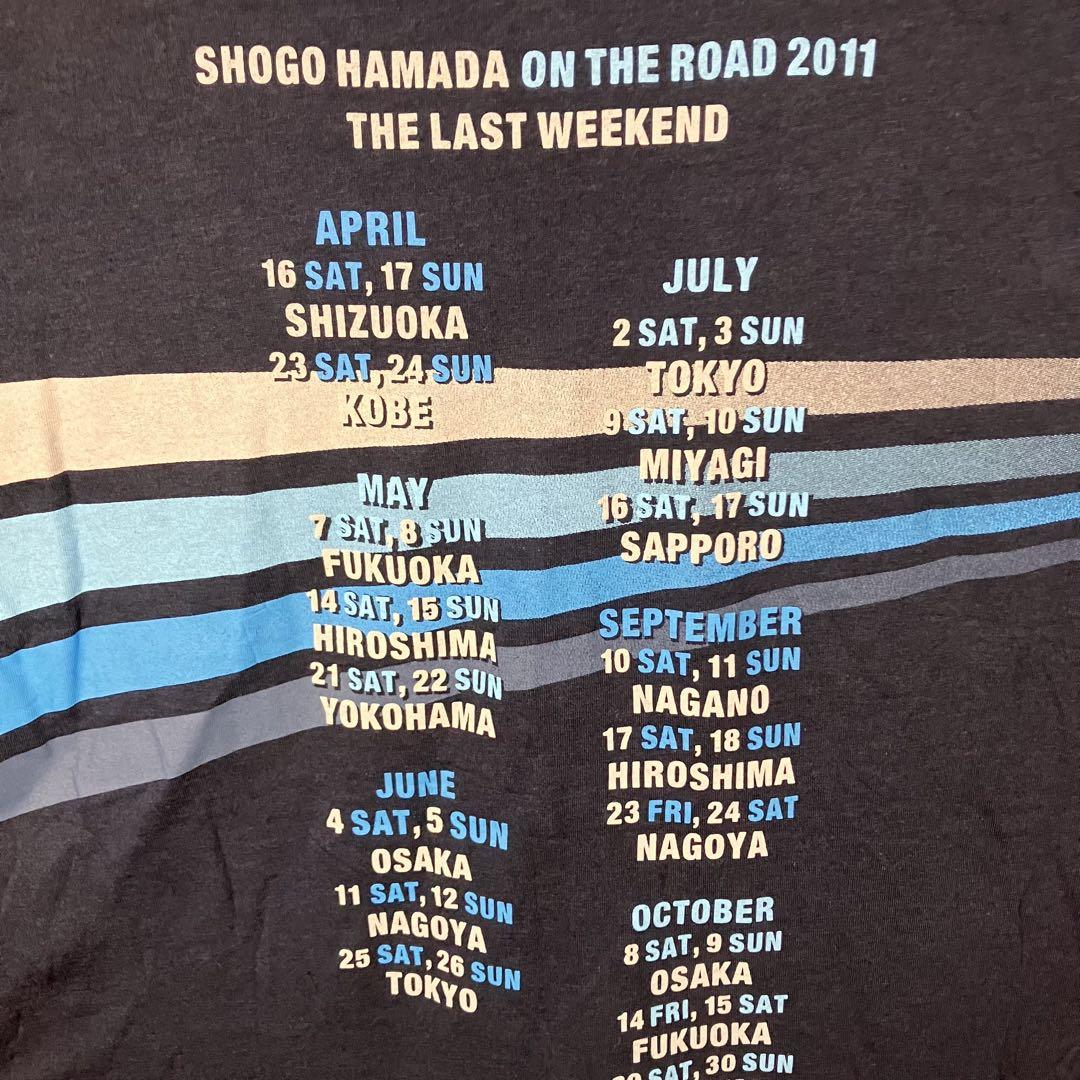 SHOGO HAMADA ON THE ROAD 2011
THE LAST WEEKEND
APRIL
16 SAT, 17 SUN
SHIZUOKA
23 SAT, 24 SUN
KOBE
MAY
7 SAT, 8 SUN
FUKUOKA
14 SAT, 15 SUN
HIROSHIMA
21 SAT, 22 SUN
YOKOHAMA
JUNE
4 SAT, 5 SUN
OSAKA
11 SAT, 12 SUN
NAGOYA
25 SAT, 26 SUN
TOKYO
JULY
2 SAT, 3 SUN
TOKYO
9 SAT, 10 SUN
MIYAGI
16 SAT, 17 SUN
SAPPORO
SEPTEMBER
10 SAT, 11 SUN
NAGANO
17 SAT, 18 SUN
HIROSHIMA
23 FRI, 24 SAT
NAGOYA
OCTOBER
8 SAT, 9 SUN
OSAKA
14 FRI, 15 SAT
FUKUOKA
SAT, 30 SUN